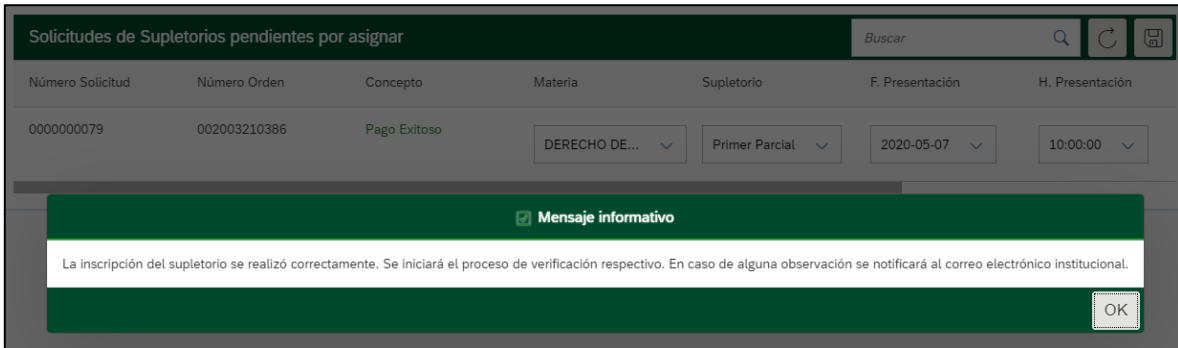 Solicitudes de Supletorios pendientes por asignar Buscar
Número Solicitud Número Orden Concepto Materia Supletorio F. Presentación H. Presentación
0000000079 002003210386 Pago Exitoso DERECHO DE... Primer Parcial 2020-05-07 10:00:00
Mensaje informativo
La inscripción del supletorio se realizó correctamente. Se iniciará el proceso de verificación respectivo. En caso de alguna observación se notificará al correo electrónico institucional.
OK